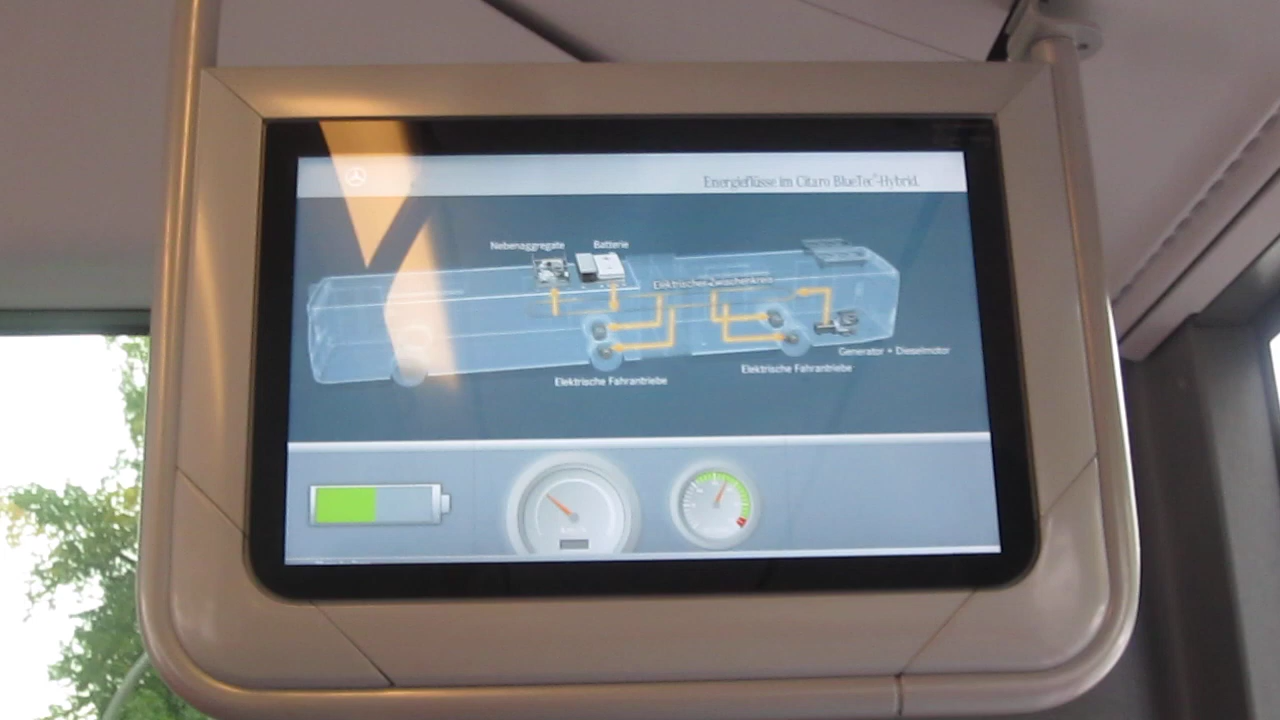 Energieflüsse im Citaro BlueTec®-Hybrid.
Nebenaggregate
Batterie
Elektrischer Zwischenkreis
Generator + Dieselmotor
Elektrische Fahrantriebe
Elektrische Fahrantriebe